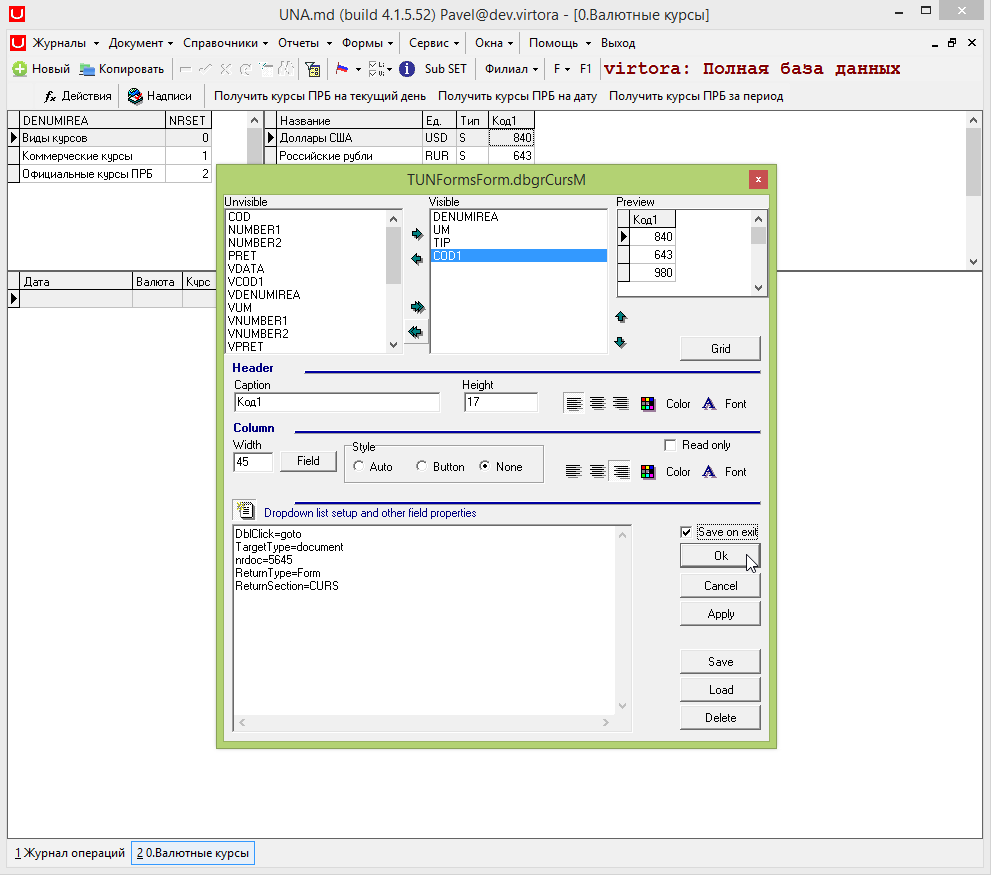 UNA.md (build 4.1.5.52) Pavel@dev.virtora - [0.Валютные курсы]
Журналы Документ Справочники Отчеты Формы Сервис Окна Помощь Выход
Новый Копировать Sub SET Филиал F F1 virtora: Полная база данных
fx Действия Надписи Получить курсы ПРБ на текущий день Получить курсы ПРБ на дату Получить курсы ПРБ за период
DENUMIREA NRSET
Виды курсов 0
Коммерческие курсы 1
Официальные курсы ПРБ 2
Название Ед. Тип Код1
Доллары США USD S 840
Российские рубли RUR S 643
Дата Валюта Курс
TUNFormsForm.dbgrCursM
Unvisible
COD
NUMBER1
NUMBER2
PRET
VDATA
VCOD1
VDENUMIREA
VUM
VNUMBER1
VNUMBER2
VPRET
Visible
DENUMIREA
UM
TIP
COD1
Preview
Код1
840
643
980
Grid
Header
Caption Height
Код1 17 Color Font
Column
Width Style Read only
45 Field Auto Button None Color Font
Dropdown list setup and other field properties
DblClick=goto
TargetType=document
nrdoc=5645
ReturnType=Form
ReturnSection=CURS
Save on exit
Ok
Cancel
Apply
Save
Load
Delete
1 Журнал операций 2 0.Валютные курсы